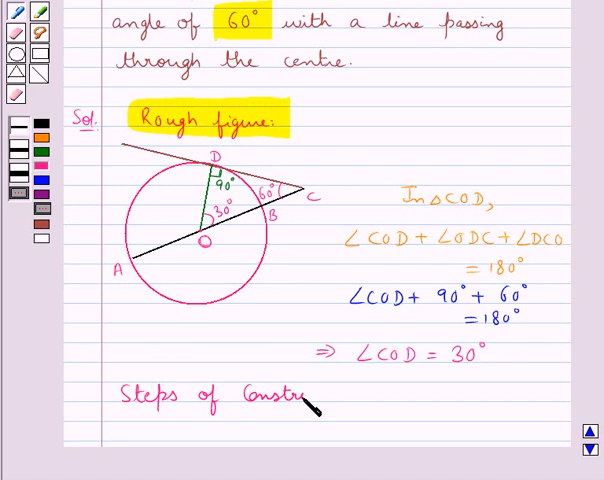 angle of 60° with a line passing
through the centre.
Sol. Rough figure:
D
90°
60°
C
30°
B
O
A
In △COD,
∠COD + ∠ODC + ∠DCO
= 180°
∠COD + 90° + 60°
= 180°
⇒ ∠COD = 30°
Steps of Constru